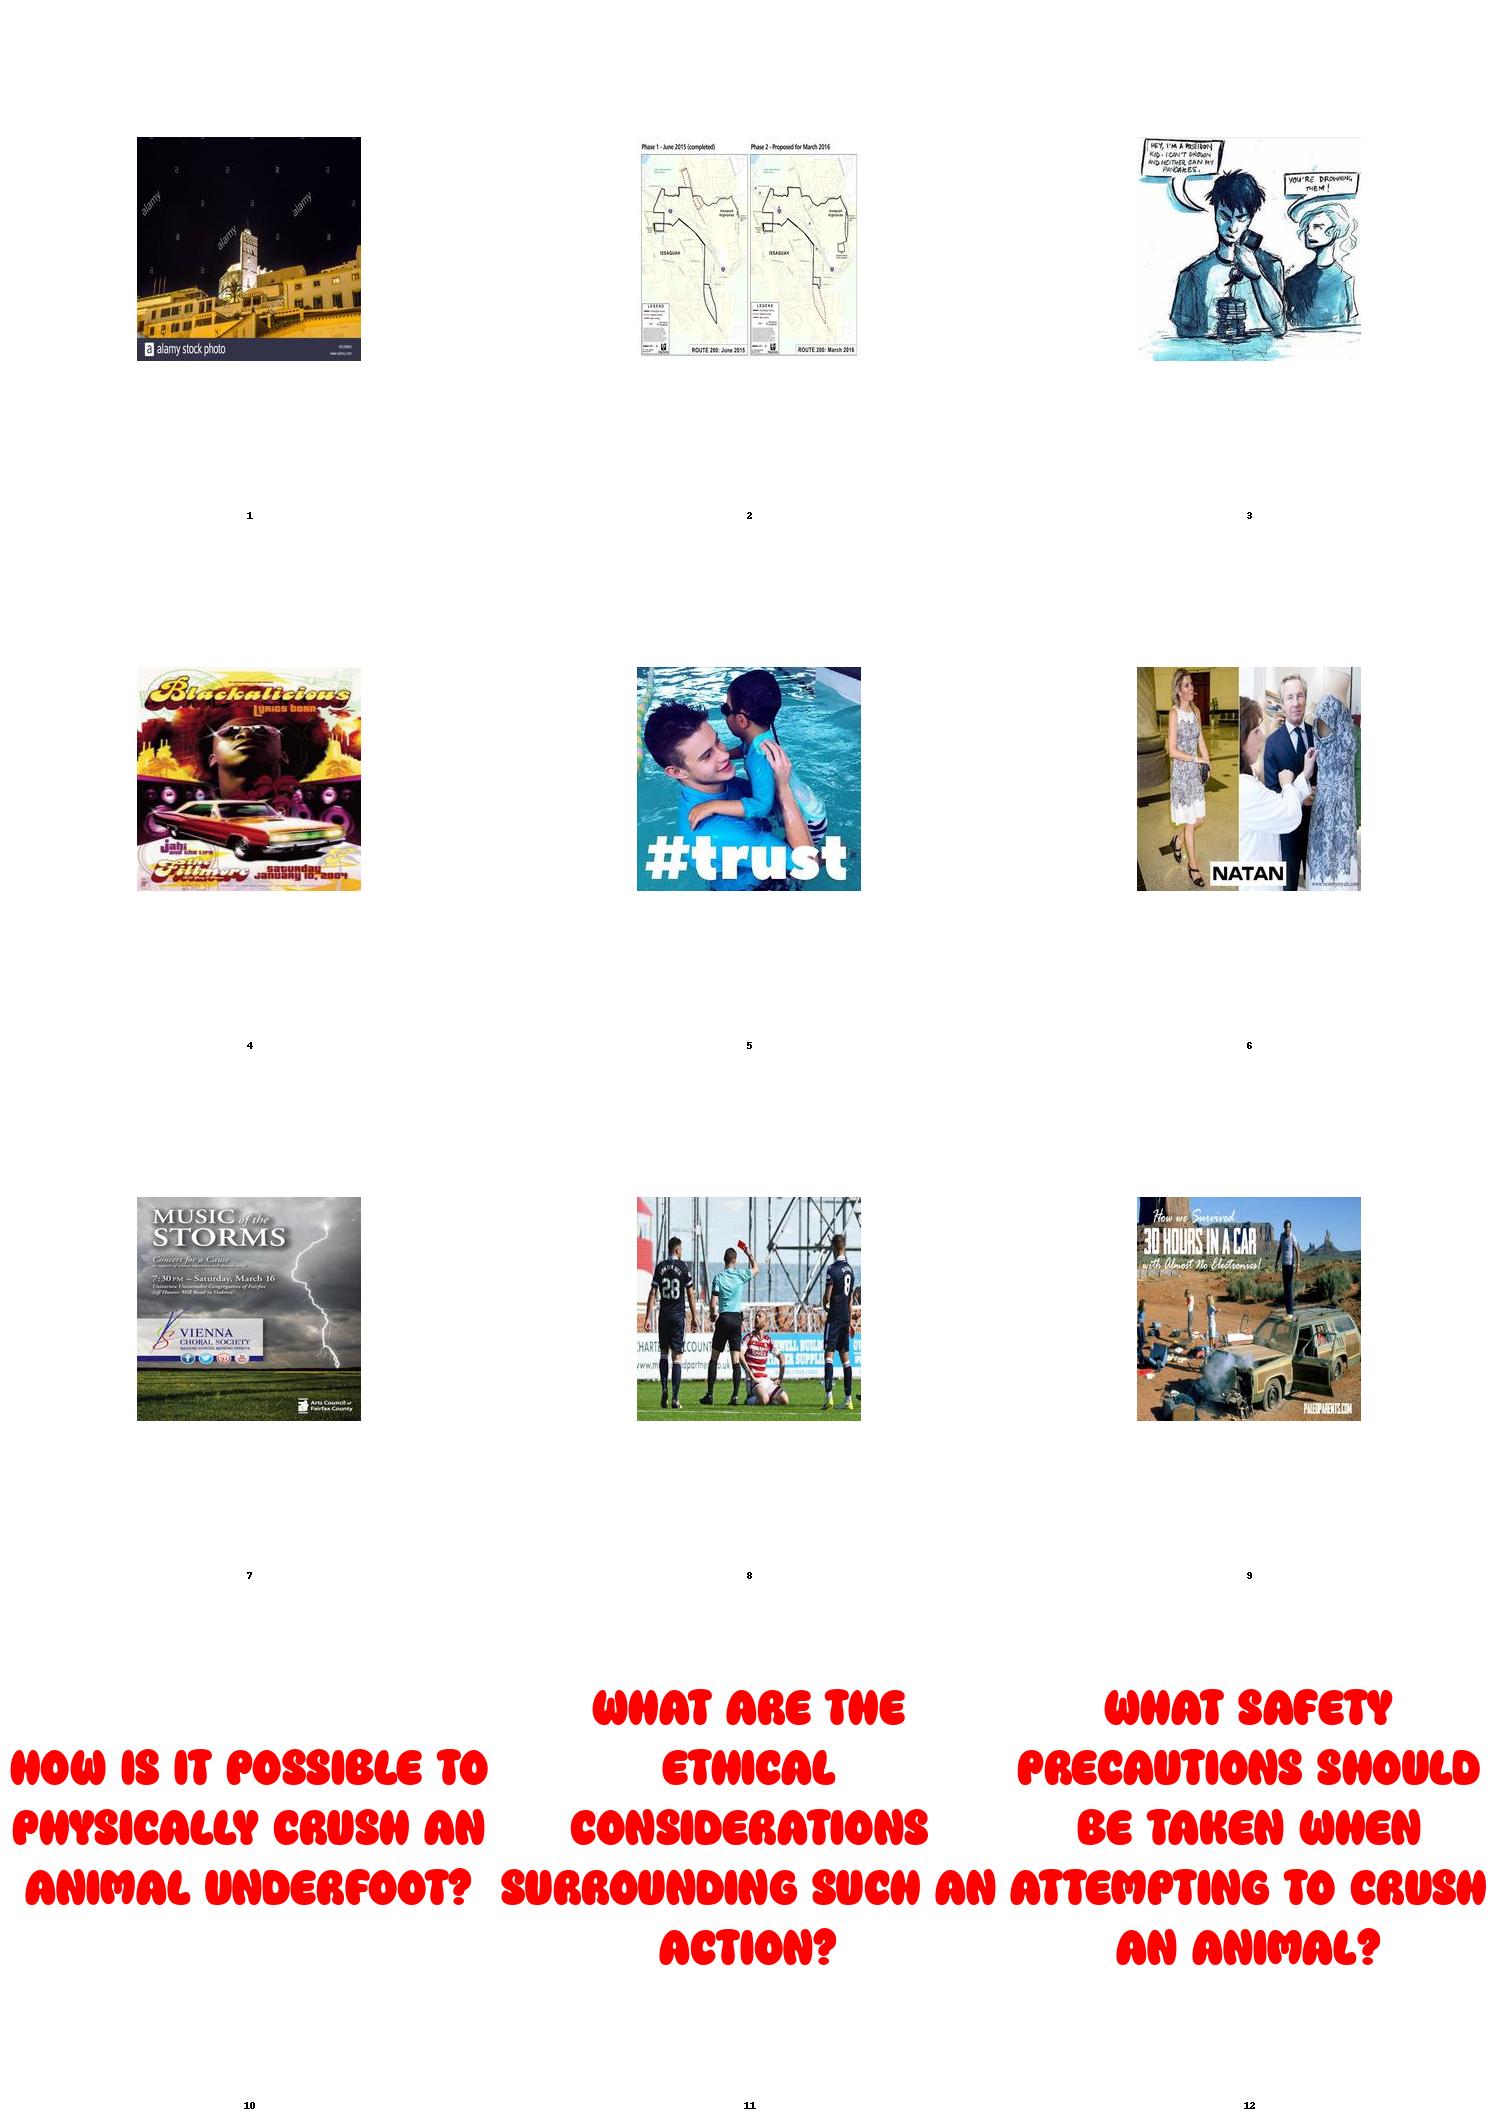 alamy
alamy
alamy
a alamy stock photo
www.alamy.com
1
Phase 1 - June 2015 (completed)
Phase 2 - Proposed for March 2016
ISSAQUAH
ISSAQUAH
LEGEND
LEGEND
ROUTE 200: June 2015
ROUTE 200: March 2016
2
HEY, I'M A POSEIDON
KID - I CAN'T DROWN
AND NEITHER CAN MY
PANCAKES.
YOU'RE DROWNING
THEM!
3
Blackalicious
Lyrics Born
Jahi
and the Life
the
Fillmore
Saturday
January 10, 2004
4
#trust
5
NATAN
6
MUSIC of the
STORMS
Concert for a Cause
7:30 PM – Saturday, March 16
Unitarian Universalist Congregation of Fairfax
VIENNA
CHORAL SOCIETY
Arts Council of
Fairfax County
7
28
8
8
How we Survived
30 HOURS IN A CAR
with Almost No Electronics!
PALEOPARENTS.COM
9
HOW IS IT POSSIBLE TO
PHYSICALLY CRUSH AN
ANIMAL UNDERFOOT?
10
WHAT ARE THE
ETHICAL
CONSIDERATIONS
SURROUNDING SUCH AN
ACTION?
11
WHAT SAFETY
PRECAUTIONS SHOULD
BE TAKEN WHEN
ATTEMPTING TO CRUSH
AN ANIMAL?
12